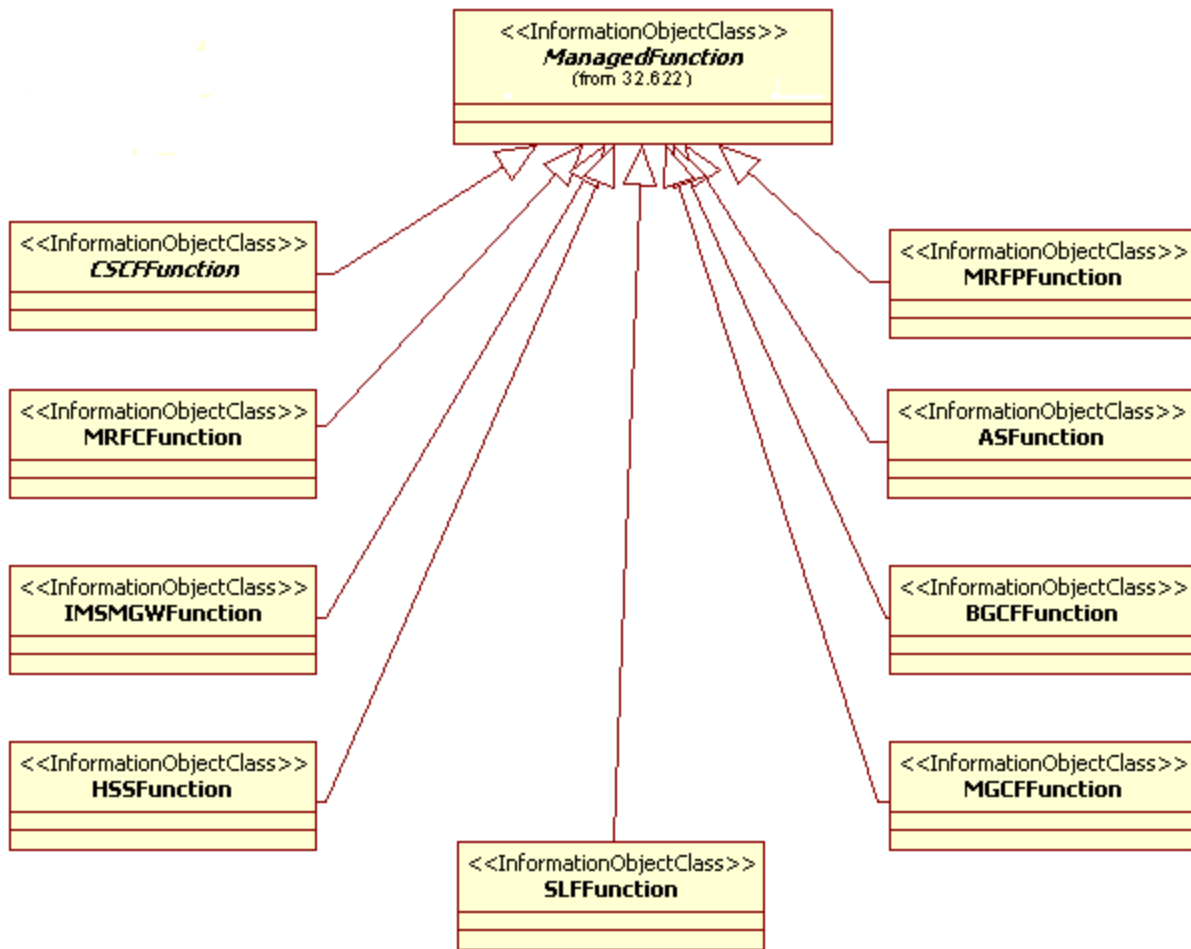 <<InformationObjectClass>>
ManagedFunction
(from 32.622)
<<InformationObjectClass>>
CSCFFunction
<<InformationObjectClass>>
MRFPFunction
<<InformationObjectClass>>
MRFCFunction
<<InformationObjectClass>>
ASFunction
<<InformationObjectClass>>
IMSMGWFunction
<<InformationObjectClass>>
BGCFFunction
<<InformationObjectClass>>
HSSFunction
<<InformationObjectClass>>
MGCFFunction
<<InformationObjectClass>>
SLFFunction